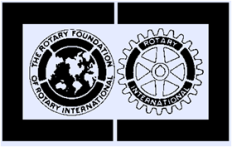 THE ROTARY FOUNDATION
OF ROTARY INTERNATIONAL
ROTARY
INTERNATIONAL